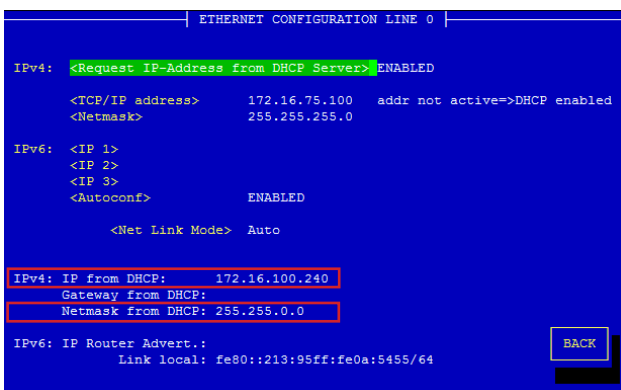 ETHERNET CONFIGURATION LINE 0
IPv4: <Request IP-Address from DHCP Server> ENABLED
<TCP/IP address> 172.16.75.100 addr not active=>DHCP enabled
<Netmask> 255.255.255.0
IPv6: <IP 1>
<IP 2>
<IP 3>
<Autoconf> ENABLED
<Net Link Mode> Auto
IPv4: IP from DHCP: 172.16.100.240
Gateway from DHCP:
Netmask from DHCP: 255.255.0.0
IPv6: IP Router Advert.:
BACK
Link local: fe80::213:95ff:fe0a:5455/64